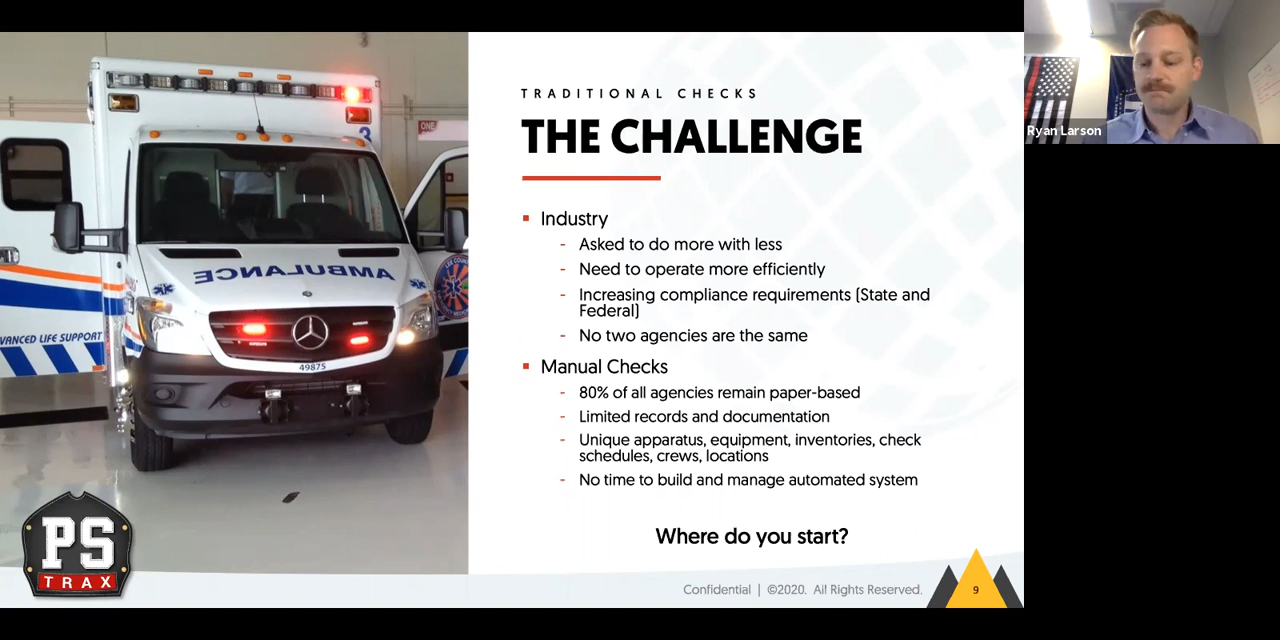 TRADITIONAL CHECKS
THE CHALLENGE
Industry
- Asked to do more with less
- Need to operate more efficiently
- Increasing compliance requirements (State and
Federal)
- No two agencies are the same
Manual Checks
- 80% of all agencies remain paper-based
- Limited records and documentation
- Unique apparatus, equipment, inventories, check
schedules, crews, locations
- No time to build and manage automated system
Where do you start?
Confidential | ©2020. All Rights Reserved.
9
Ryan Larson
3
ONE
AMBULANCE
VANCED LIFE SUPPORT
49875
PS
TRAX